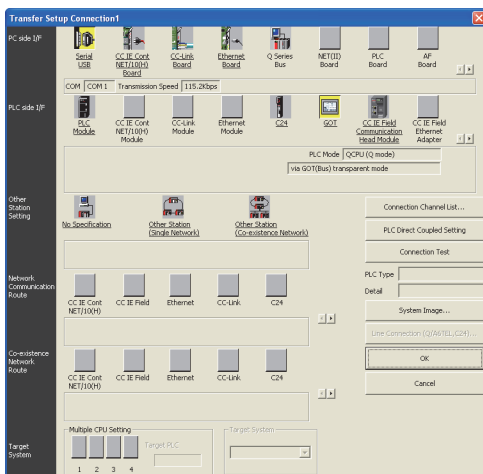 Transfer Setup Connection1
PC side I/F
Serial
USB
CC IE Cont
NET/10(H)
Board
CC-Link
Board
Ethernet
Board
Q Series
Bus
NET(II)
Board
PLC
Board
AF
Board
COM COM 1 Transmission Speed 115.2Kbps
PLC side I/F
PLC
Module
CC IE Cont
NET/10(H)
Module
CC-Link
Module
Ethernet
Module
C24
GOT
CC IE Field
Communication
Head Module
CC IE Field
Ethernet
Adapter
PLC Mode QCPU (Q mode)
via GOT(Bus) transparent mode
Other
Station
Setting
No Specification
Other Station
(Single Network)
Other Station
(Co-existence Network)
Connection Channel List...
PLC Direct Coupled Setting
Connection Test
PLC Type
Detail
System Image...
Line Connection (Q/A6TEL,C24)...
OK
Cancel
Network
Communication
Route
CC IE Cont
NET/10(H)
CC IE Field
Ethernet
CC-Link
C24
Co-existence
Network
Route
CC IE Cont
NET/10(H)
CC IE Field
Ethernet
CC-Link
C24
Target
System
Multiple CPU Setting
1 2 3 4
Target PLC
Target System